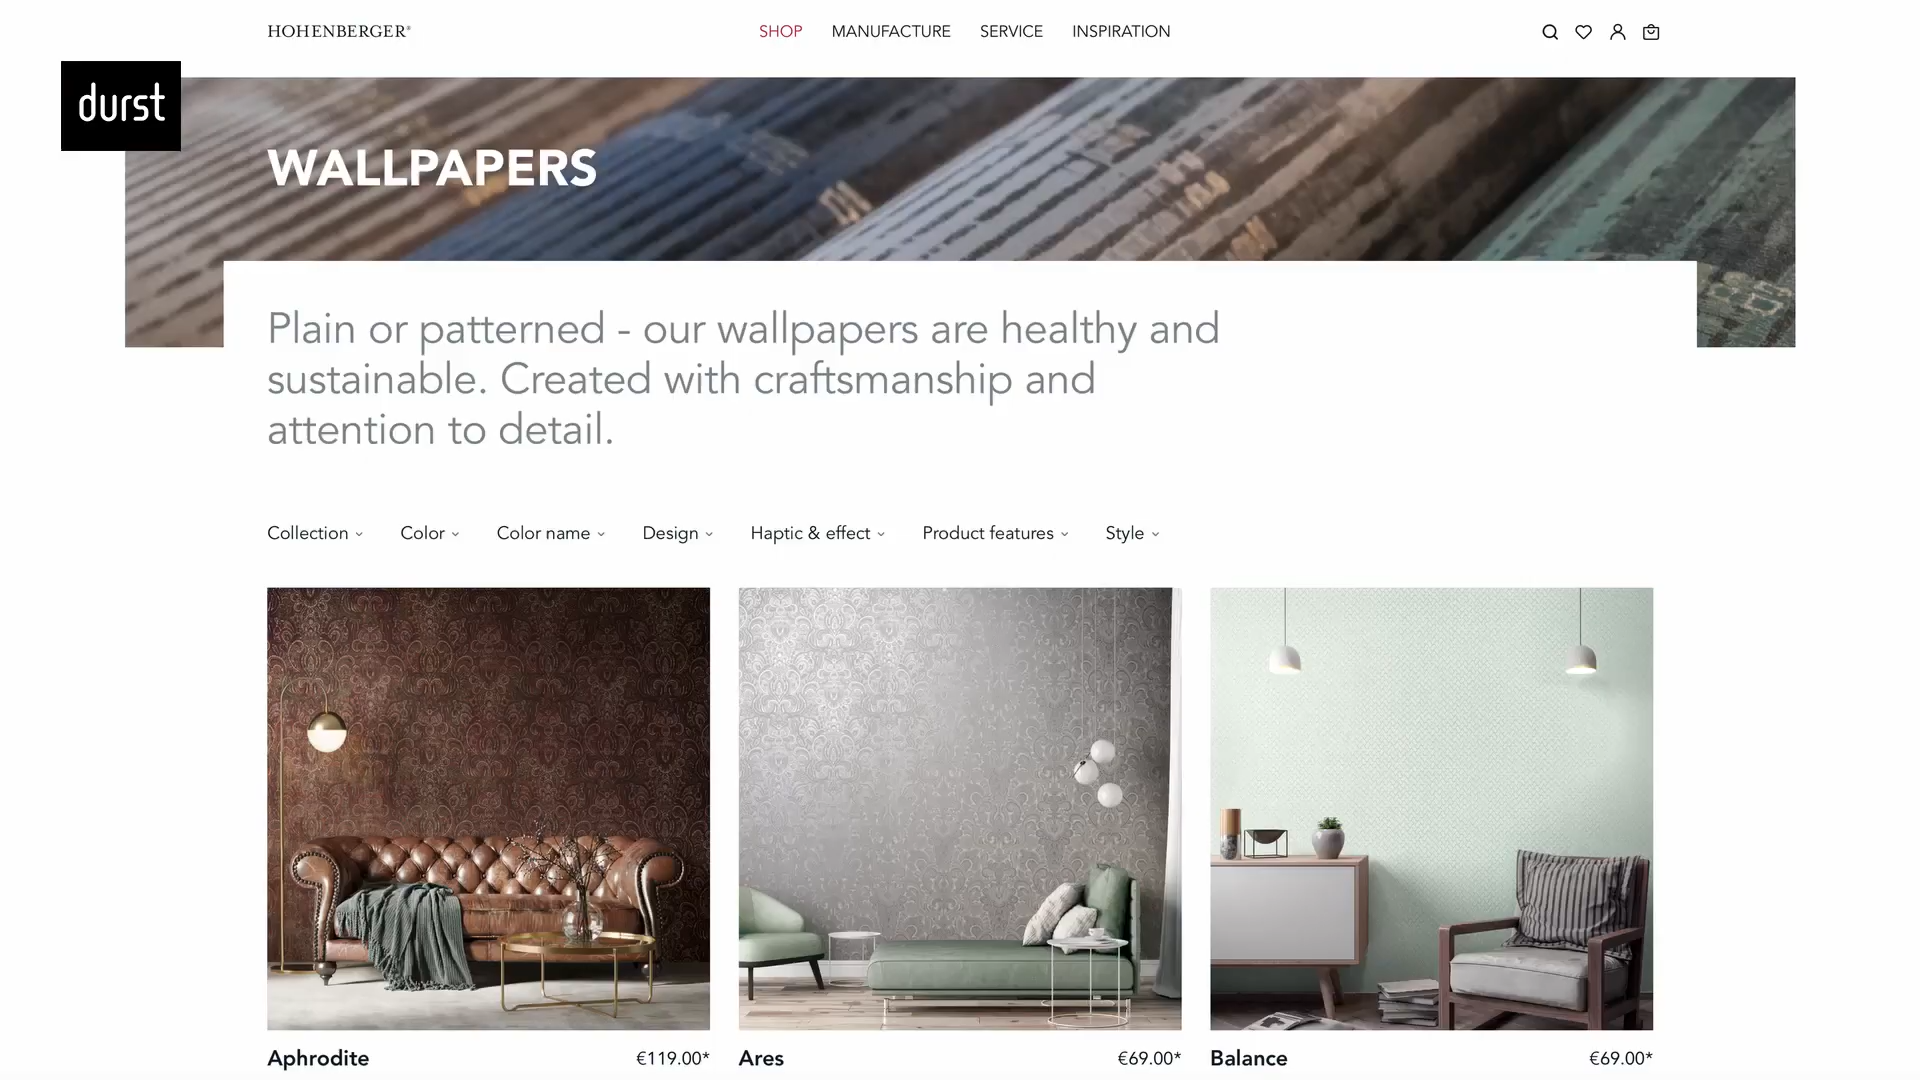 HOHENBERGER®
SHOP
MANUFACTURE
SERVICE
INSPIRATION
durst
WALLPAPERS
Plain or patterned - our wallpapers are healthy and
sustainable. Created with craftsmanship and
attention to detail.
Collection
Color
Color name
Design
Haptic & effect
Product features
Style
Aphrodite
€119.00*
Ares
€69.00*
Balance
€69.00*